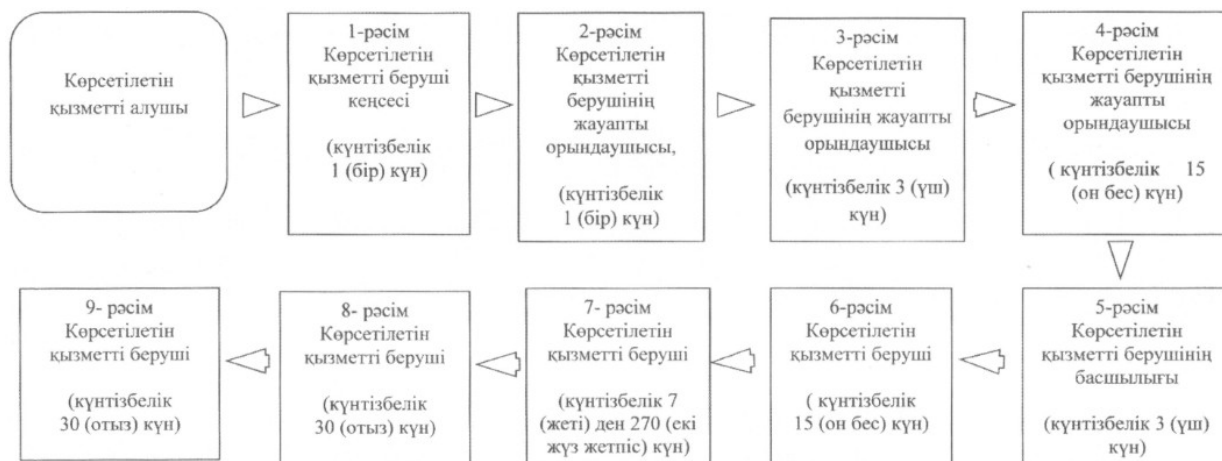 Көрсетілетін
қызметті алушы
1-рәсім
Көрсетілетін
қызметті беруші
кеңсесі
(күнтізбелік
1 (бір) күн)
2-рәсім
Көрсетілетін
қызметті
берушінің
жауапты
орындаушысы,
(күнтізбелік
1 (бір) күн)
3-рәсім
Көрсетілетін
қызметті
берушінің жауапты
орындаушысы
(күнтізбелік 3 (үш)
күн)
4-рәсім
Көрсетілетін
қызметті берушінің
жауапты
орындаушысы
( күнтізбелік 15
(он бес) күн)
5-рәсім
Көрсетілетін
қызметті берушінің
басшылығы
(күнтізбелік 3 (үш)
күн)
6-рәсім
Көрсетілетін
қызметті беруші
( күнтізбелік
15 (он бес) күн)
7- рәсім
Көрсетілетін
қызметті беруші
(күнтізбелік 7
(жеті) ден 270 (екі
жүз жетпіс) күн)
8- рәсім
Көрсетілетін
қызметті беруші
(күнтізбелік
30 (отыз) күн)
9- рәсім
Көрсетілетін
қызметті беруші
(күнтізбелік
30 (отыз) күн)